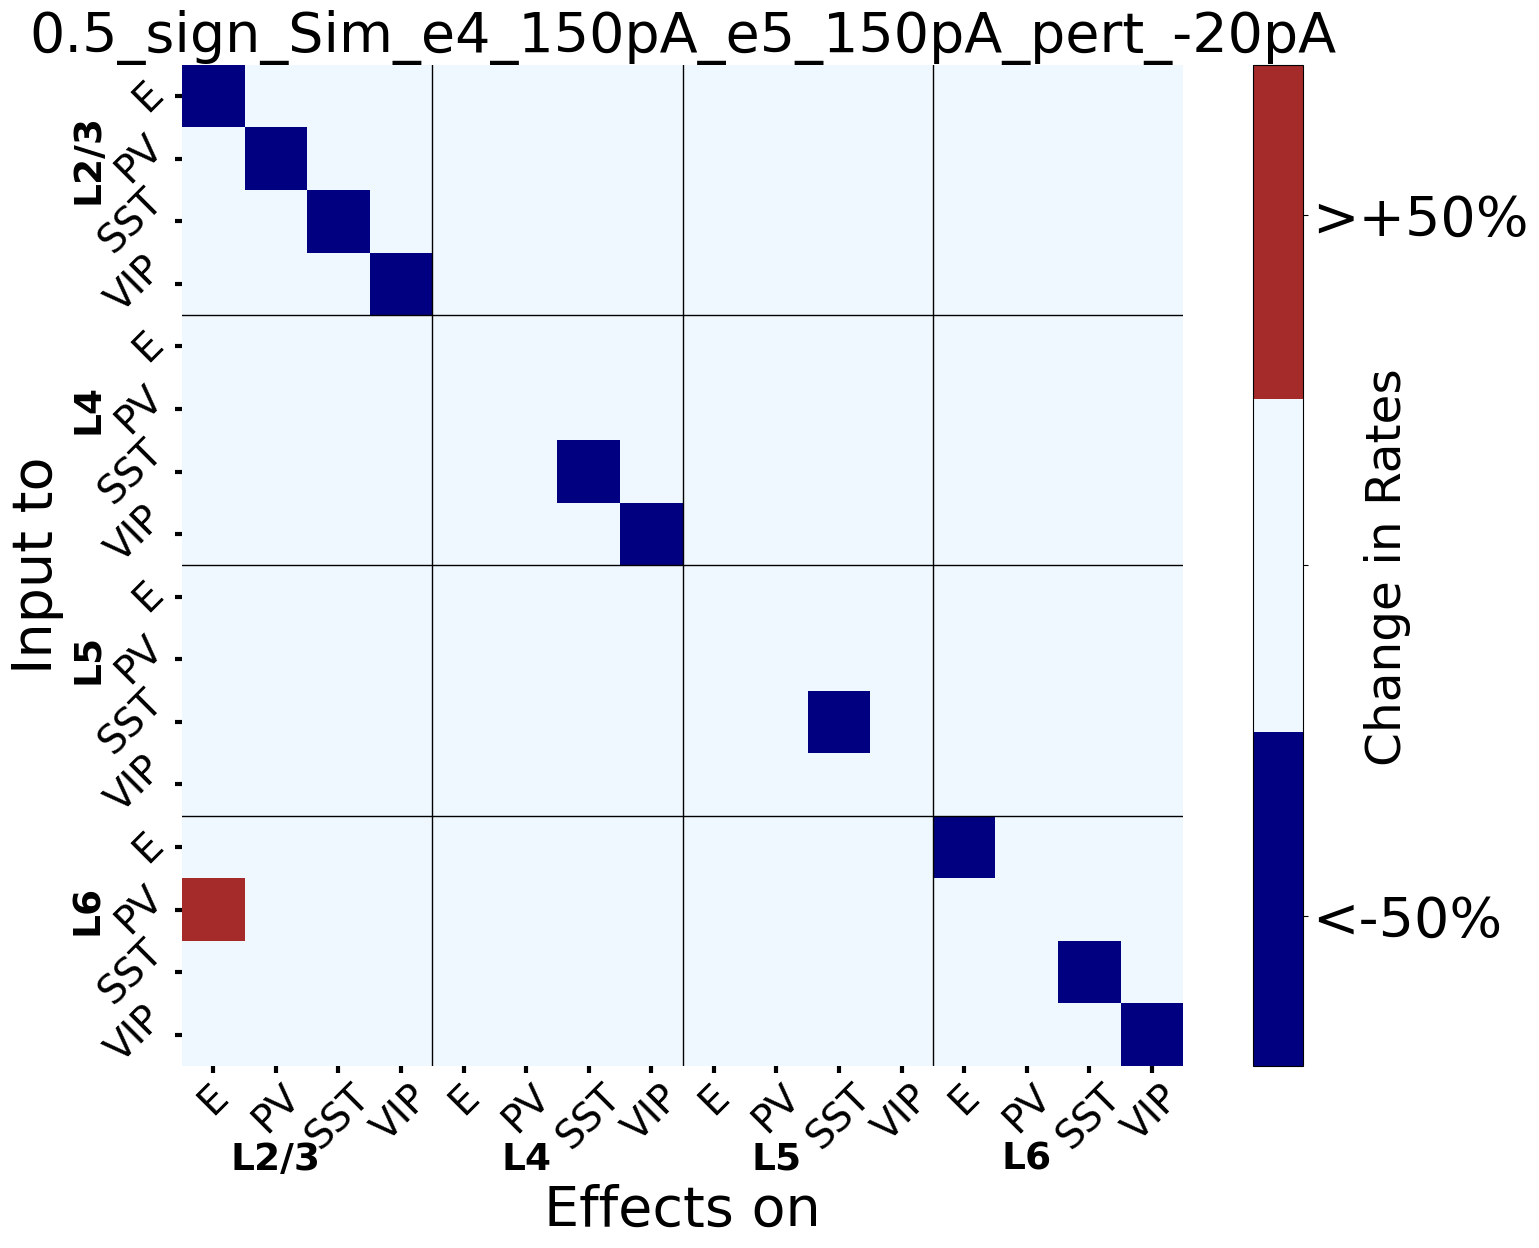 0.5_sign_Sim_e4_150pA_e5_150pA_pert_-20pA
Input to
L2/3
E
PV
SST
VIP
L4
E
PV
SST
VIP
L5
E
PV
SST
VIP
L6
E
PV
SST
VIP
E PV SST VIP E PV SST VIP E PV SST VIP E PV SST VIP
L2/3 L4 L5 L6
Effects on
>+50%
<-50%
Change in Rates